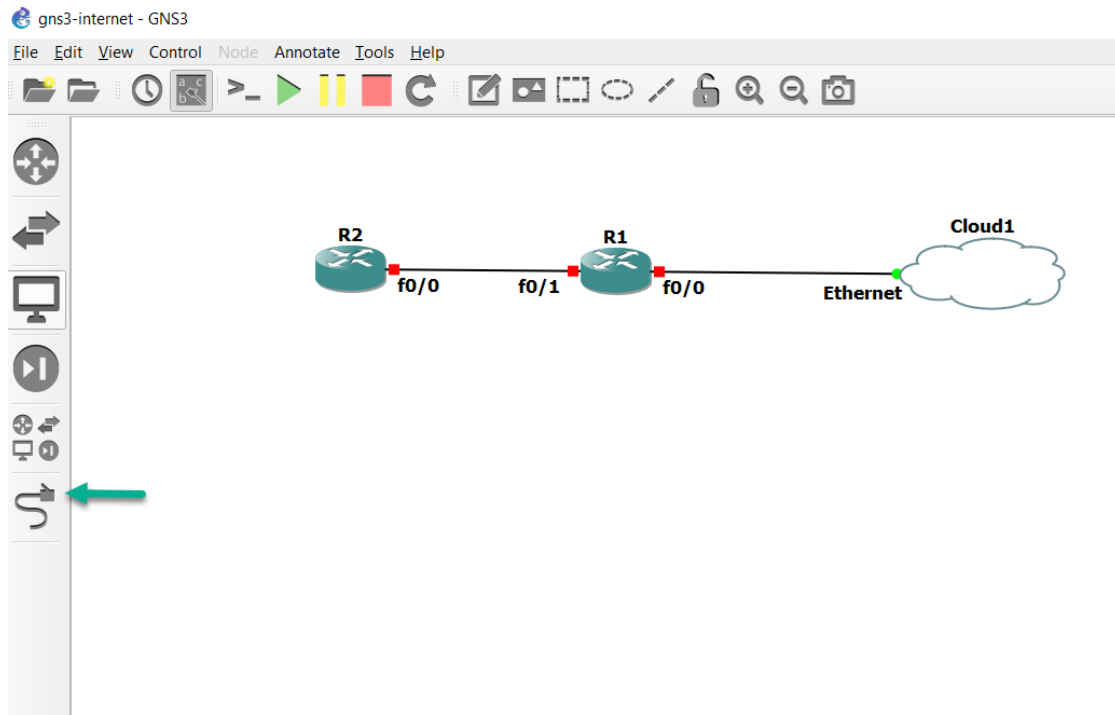 gns3-internet - GNS3
File Edit View Control Node Annotate Tools Help
R2
R1
Cloud1
f0/0
f0/1
f0/0
Ethernet